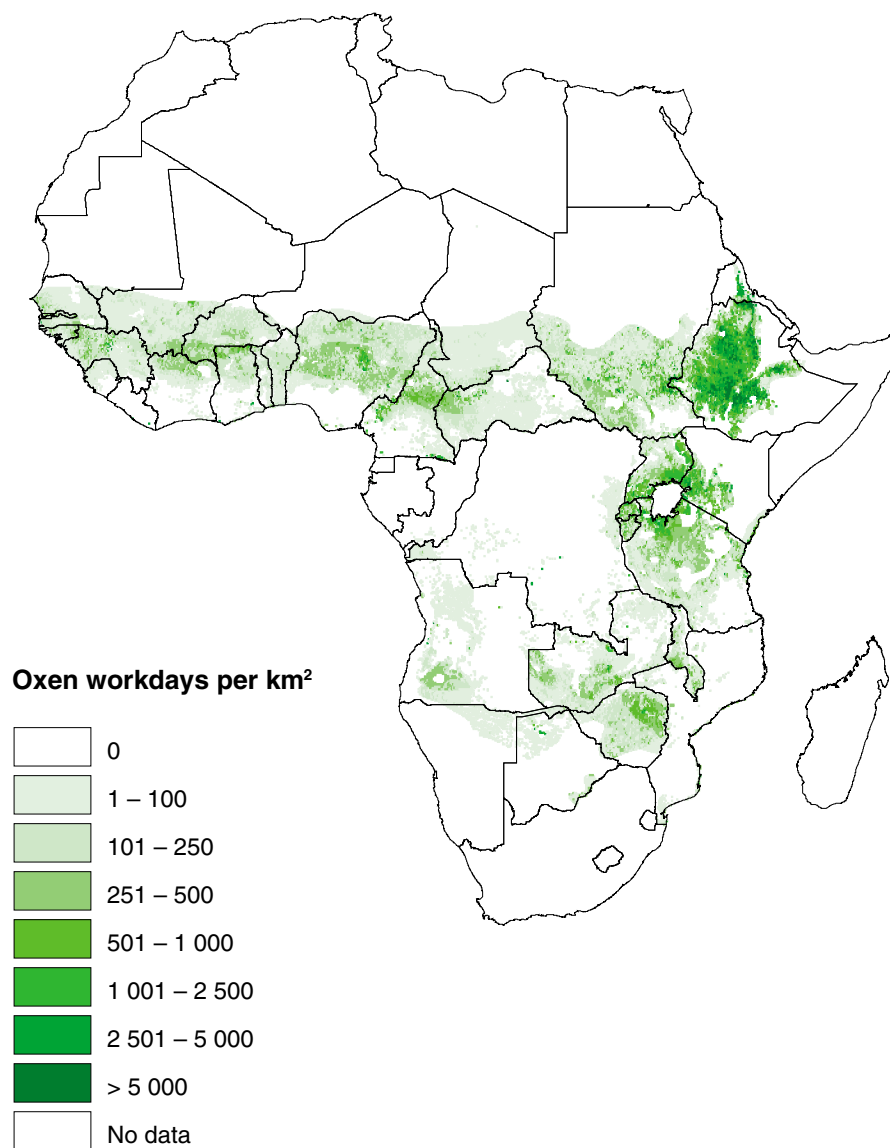 Oxen workdays per km²
0
1 – 100
101 – 250
251 – 500
501 – 1 000
1 001 – 2 500
2 501 – 5 000
> 5 000
No data